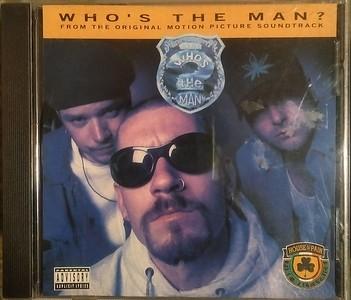 WHO'S THE MAN?
FROM THE ORIGINAL MOTION PICTURE SOUNDTRACK
WHO'S
the
MAN
HOUSE OF PAIN
PARENTAL
ADVISORY
EXPLICIT LYRICS